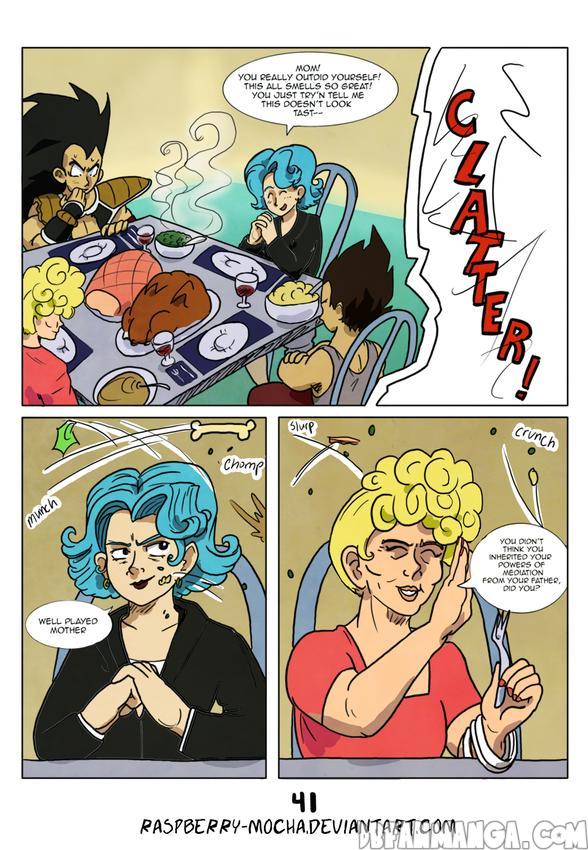 MOM!
YOU REALLY OUTDID YOURSELF!
THIS ALL SMELLS SO GREAT!
YOU JUST TRY'N TELL ME
THIS DOESN'T LOOK
TAST--
CLATTER!
MUNCH
CHOMP
WELL PLAYED
MOTHER
SLURP
CRUNCH
YOU DIDN'T
THINK YOU
INHERITED YOUR
POWERS OF
MEDIATION
FROM YOUR FATHER,
DID YOU?
41
RASPBERRY-MOCHA.DEVIANTART.COM
DBFANMANGA.COM